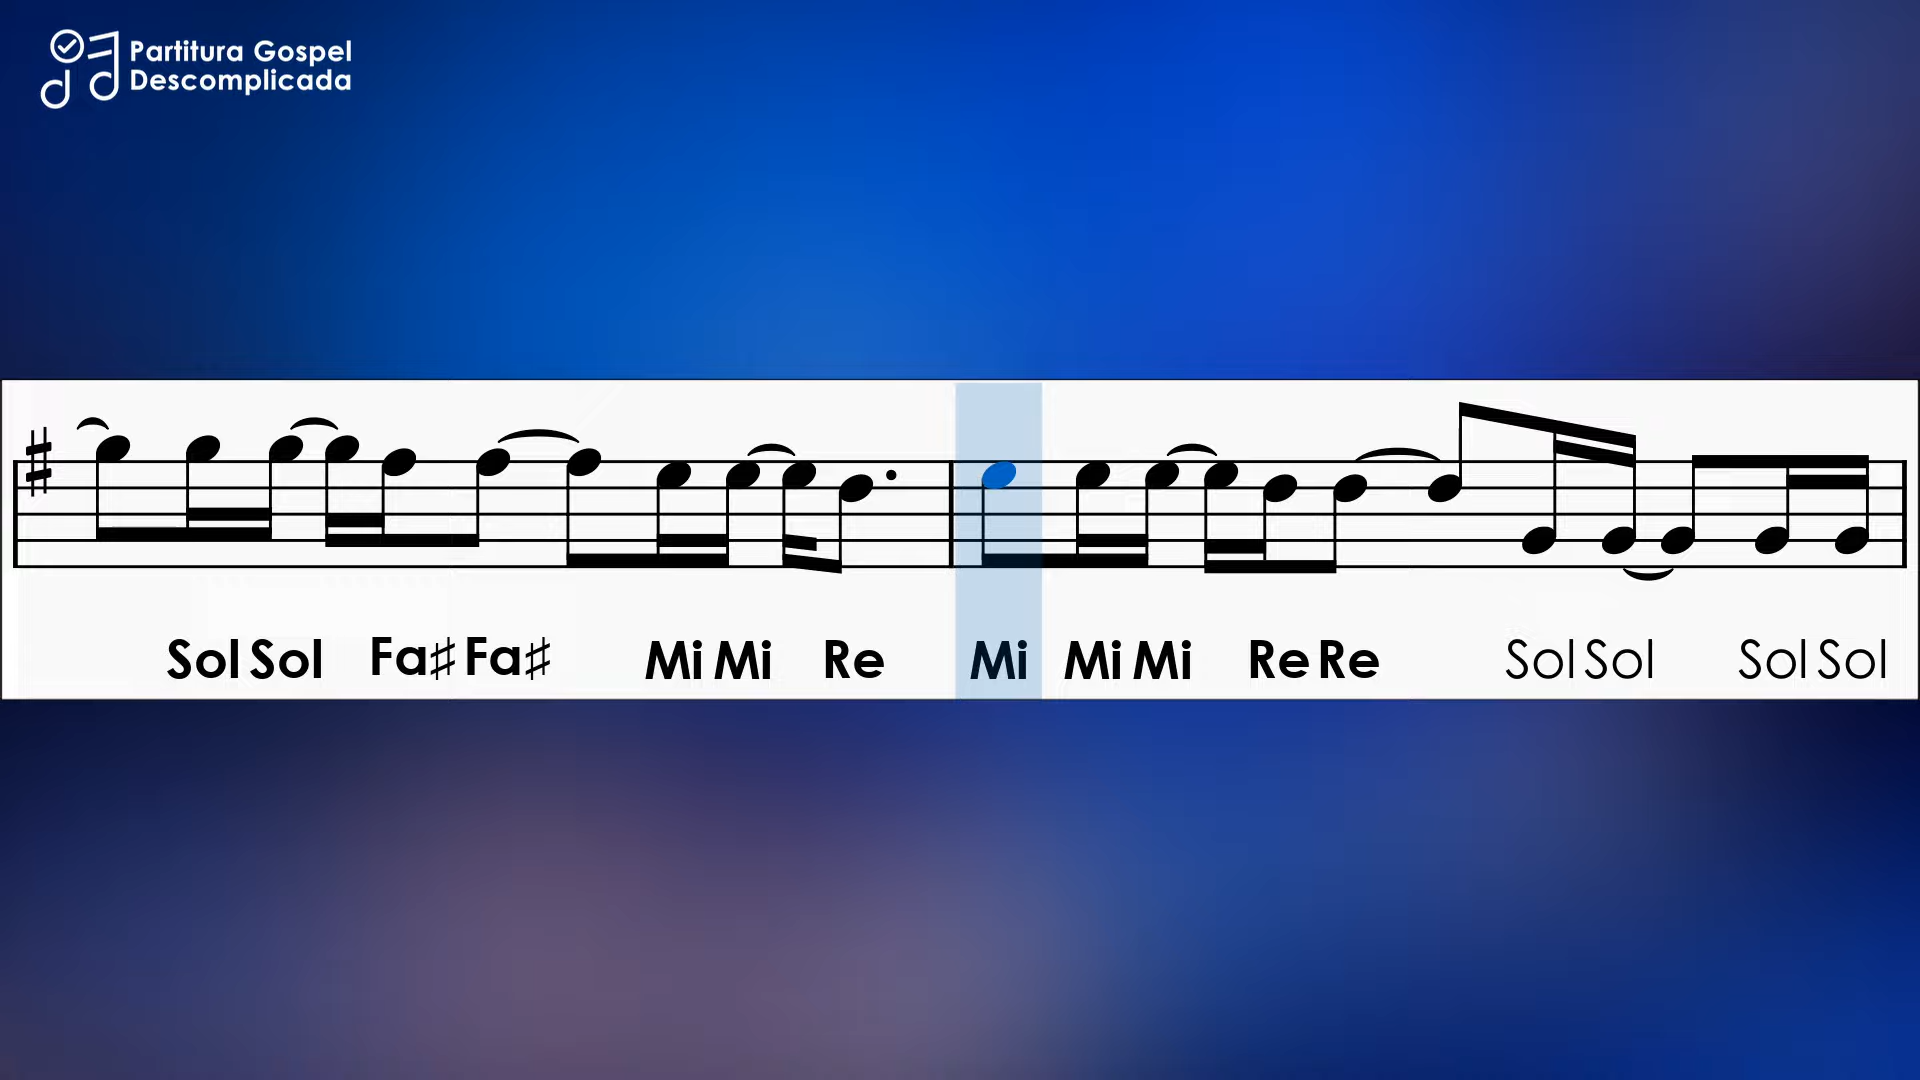 Partitura Gospel
Descomplicada
Sol Sol Fa♯ Fa♯ Mi Mi Re Mi Mi Mi Re Re Sol Sol Sol Sol